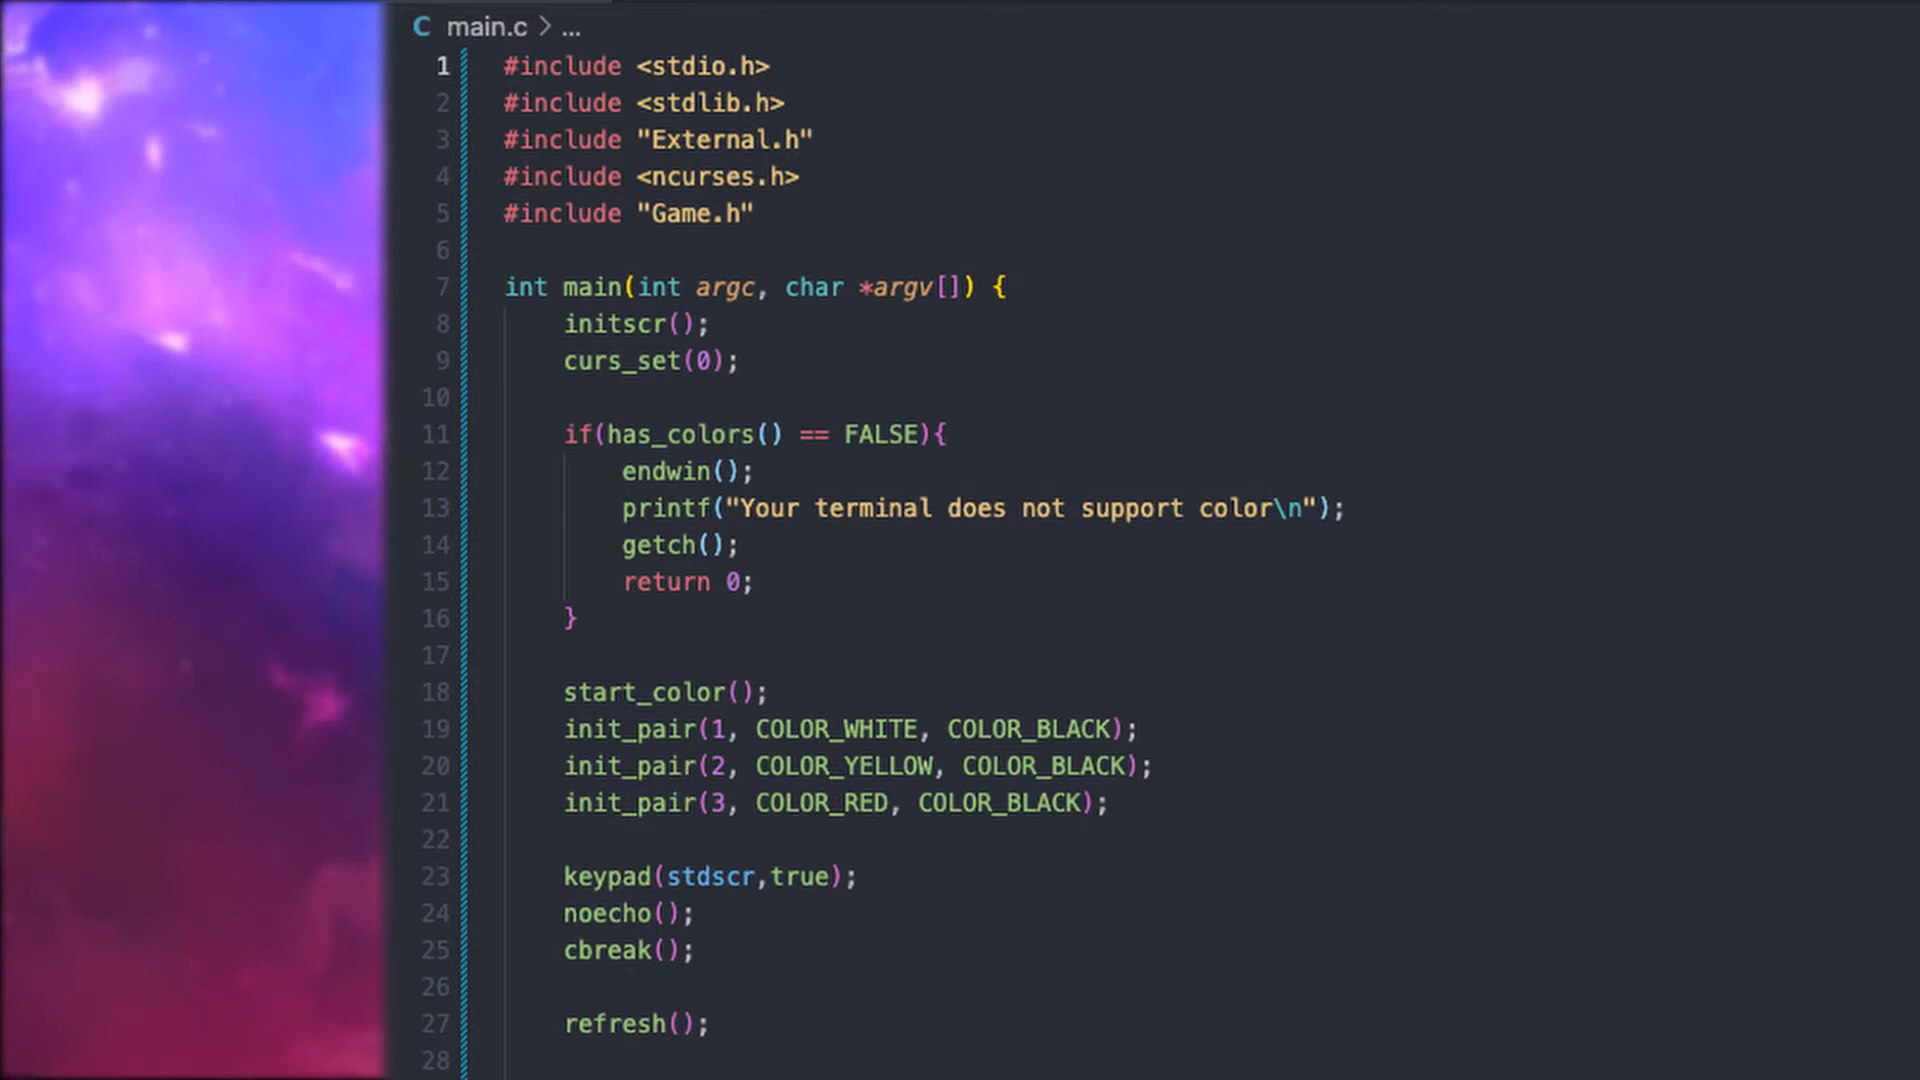 C main.c > ...
1 #include <stdio.h>
2 #include <stdlib.h>
3 #include "External.h"
4 #include <ncurses.h>
5 #include "Game.h"
6
7 int main(int argc, char *argv[]) {
8     initscr();
9     curs_set(0);
10
11     if(has_colors() == FALSE){
12         endwin();
13         printf("Your terminal does not support color\n");
14         getch();
15         return 0;
16     }
17
18     start_color();
19     init_pair(1, COLOR_WHITE, COLOR_BLACK);
20     init_pair(2, COLOR_YELLOW, COLOR_BLACK);
21     init_pair(3, COLOR_RED, COLOR_BLACK);
22
23     keypad(stdscr,true);
24     noecho();
25     cbreak();
26
27     refresh();
28